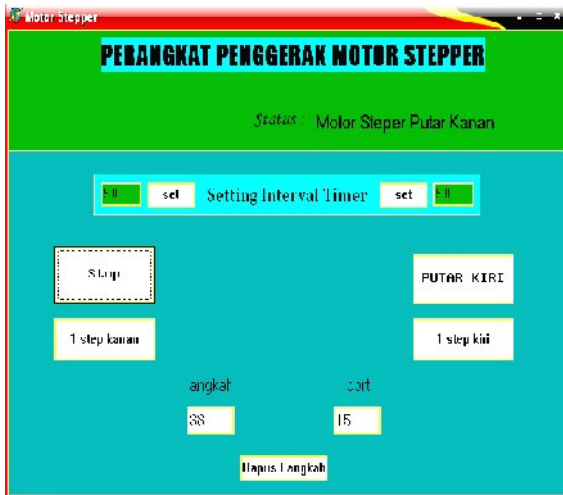 Motor Stepper
PERANGKAT PENGGERAK MOTOR STEPPER
Status : Motor Steper Putar Kanan
set Setting Interval Timer set
Stop
PUTAR KIRI
1 step kanan
1 step kiri
angkah
port
38
15
Hapus Langkah